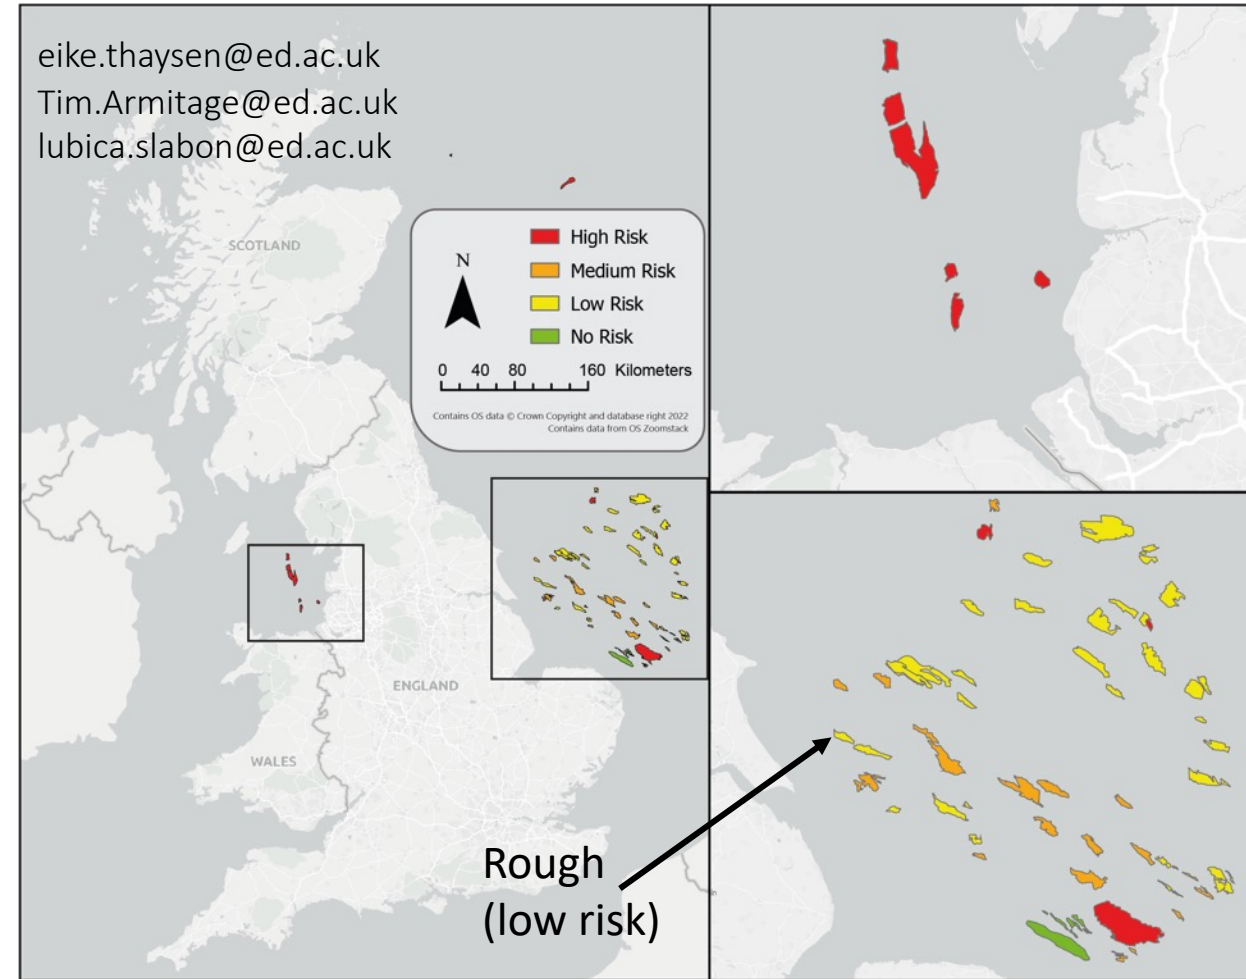 eike.thaysen@ed.ac.uk
Tim.Armitage@ed.ac.uk
lubica.slabon@ed.ac.uk
SCOTLAND
N
High Risk
Medium Risk
Low Risk
No Risk
0 40 80 160 Kilometers
Contains OS data © Crown Copyright and database right 2022
Contains data from OS Zoomstack
ENGLAND
WALES
Rough
(low risk)